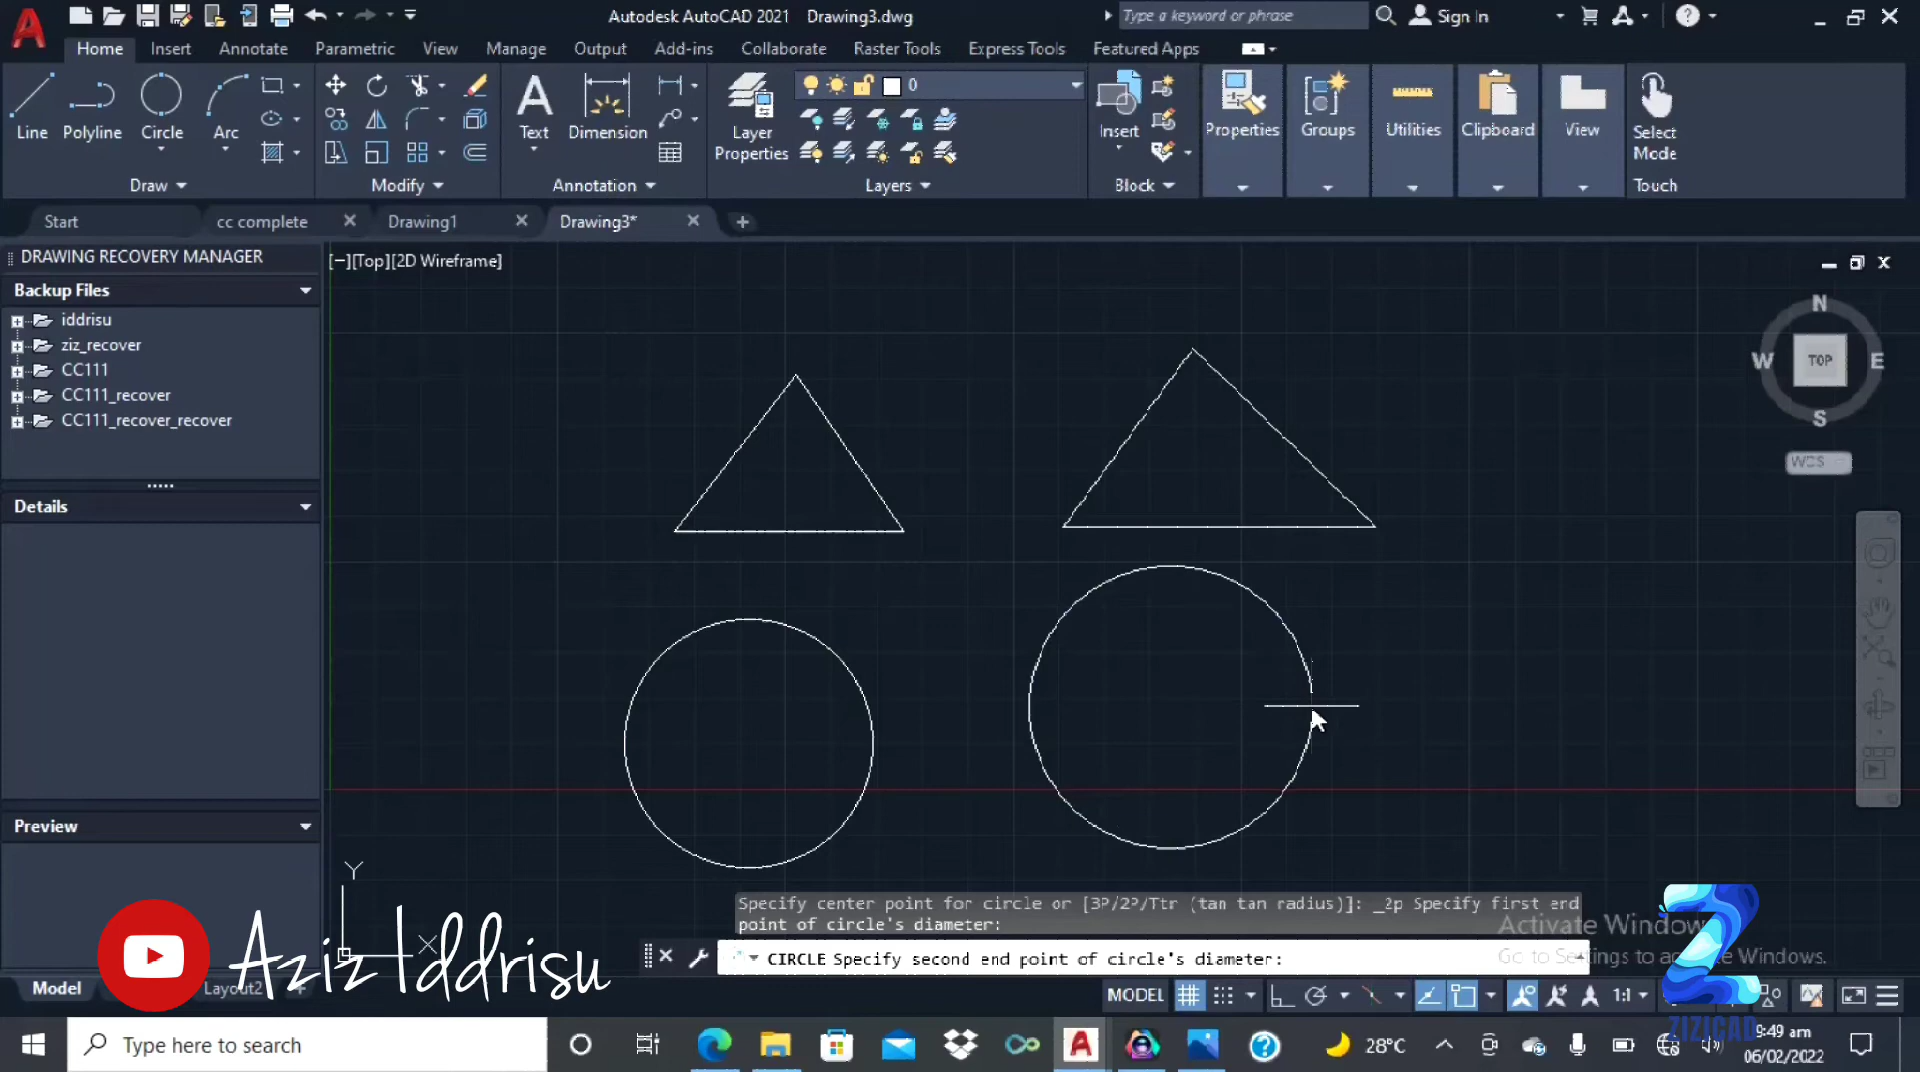 Autodesk AutoCAD 2021 Drawing3.dwg
Type a keyword or phrase
Sign In
Home Insert Annotate Parametric View Manage Output Add-ins Collaborate Raster Tools Express Tools Featured Apps
0
Line Polyline Circle Arc
Text Dimension
Layer Properties
Insert
Properties Groups Utilities Clipboard View
Select Mode
Draw Modify Annotation Layers Block Touch
Start cc complete Drawing1 Drawing3*
DRAWING RECOVERY MANAGER
[−][Top][2D Wireframe]
Backup Files
iddrisu
ziz_recover
CC111
CC111_recover
CC111_recover_recover
N
W TOP E
S
WCS
Details
Preview
Y
X
Specify center point for circle or [3P/2P/Ttr (tan tan radius)]: _2p Specify first end
point of circle's diameter:
CIRCLE Specify second end point of circle's diameter:
Activate Window
Go to Settings to ac Windows.
Aziz Iddrisu
ZIZICAD
Model Layout2
MODEL 1:1
Type here to search
28°C
9:49 am
06/02/2022